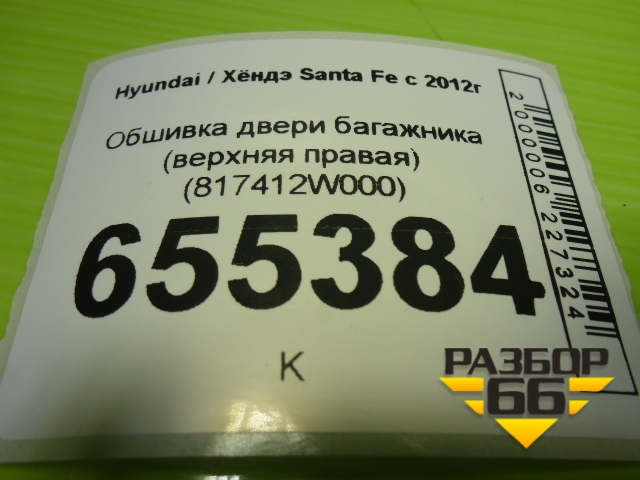 Hyundai / Хёндэ Santa Fe с 2012г
Обшивка двери багажника
(верхняя правая)
(817412W000)
655384
К
2000006227324
РАЗБОР
66